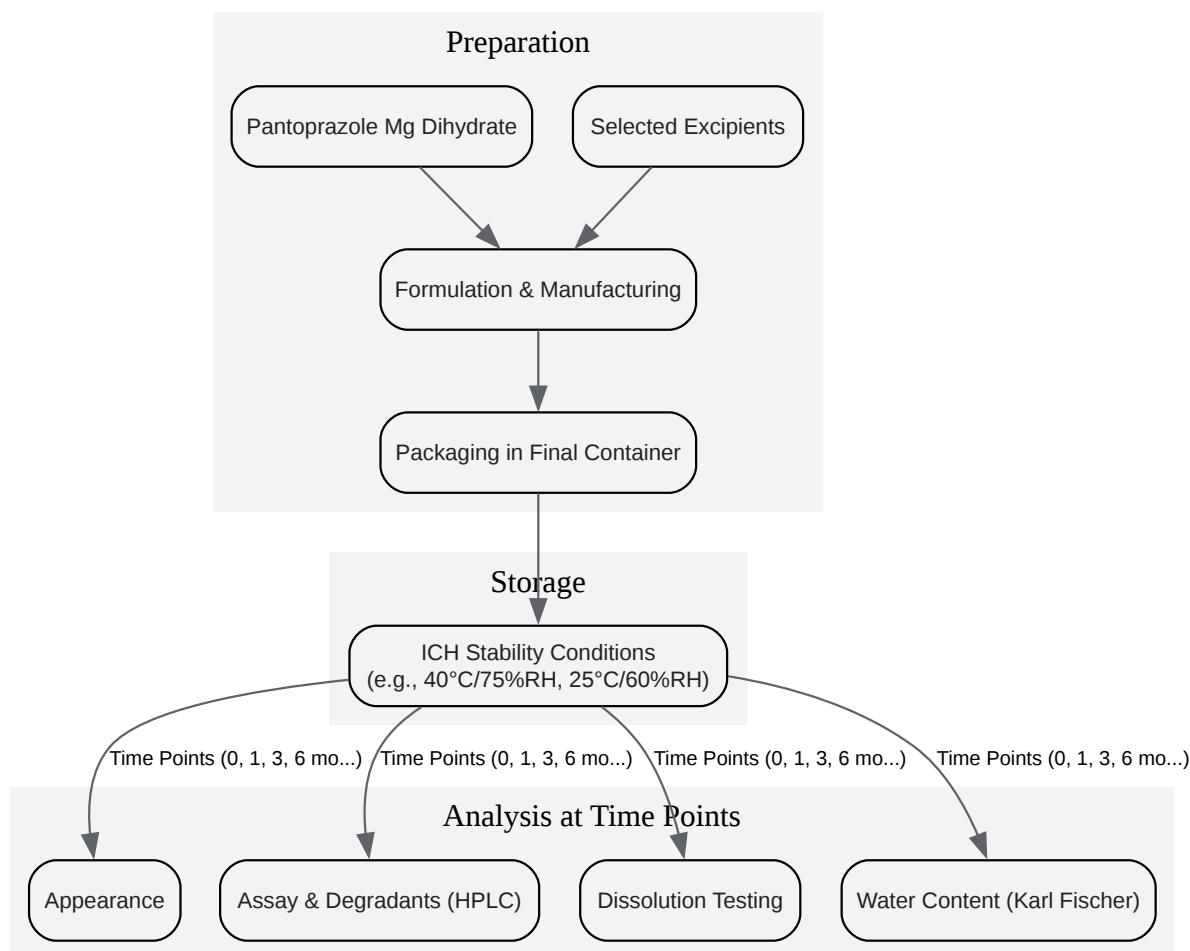 Preparation
Pantoprazole Mg Dihydrate
Selected Excipients
Formulation & Manufacturing
Packaging in Final Container
Storage
ICH Stability Conditions
(e.g., 40°C/75%RH, 25°C/60%RH)
Time Points (0, 1, 3, 6 mo...)
Time Points (0, 1, 3, 6 mo...)
Time Points (0, 1, 3, 6 mo...)
Time Points (0, 1, 3, 6 mo...)
Analysis at Time Points
Appearance
Assay & Degradants (HPLC)
Dissolution Testing
Water Content (Karl Fischer)